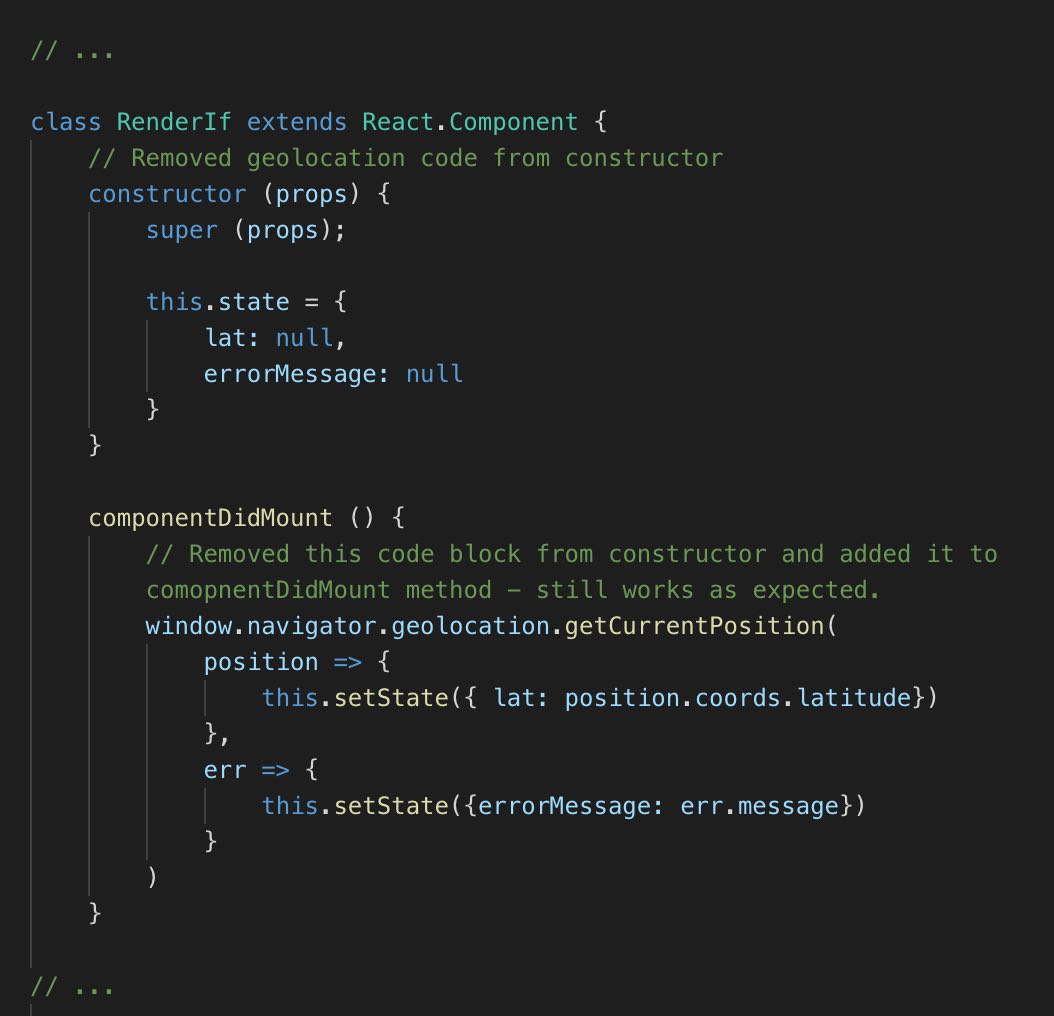 // ...
class RenderIf extends React.Component {
// Removed geolocation code from constructor
constructor (props) {
super (props);
this.state = {
lat: null,
errorMessage: null
}
}
componentDidMount () {
// Removed this code block from constructor and added it to
comopnentDidMount method – still works as expected.
window.navigator.geolocation.getCurrentPosition(
position => {
this.setState({ lat: position.coords.latitude})
},
err => {
this.setState({errorMessage: err.message})
}
)
}
// ...